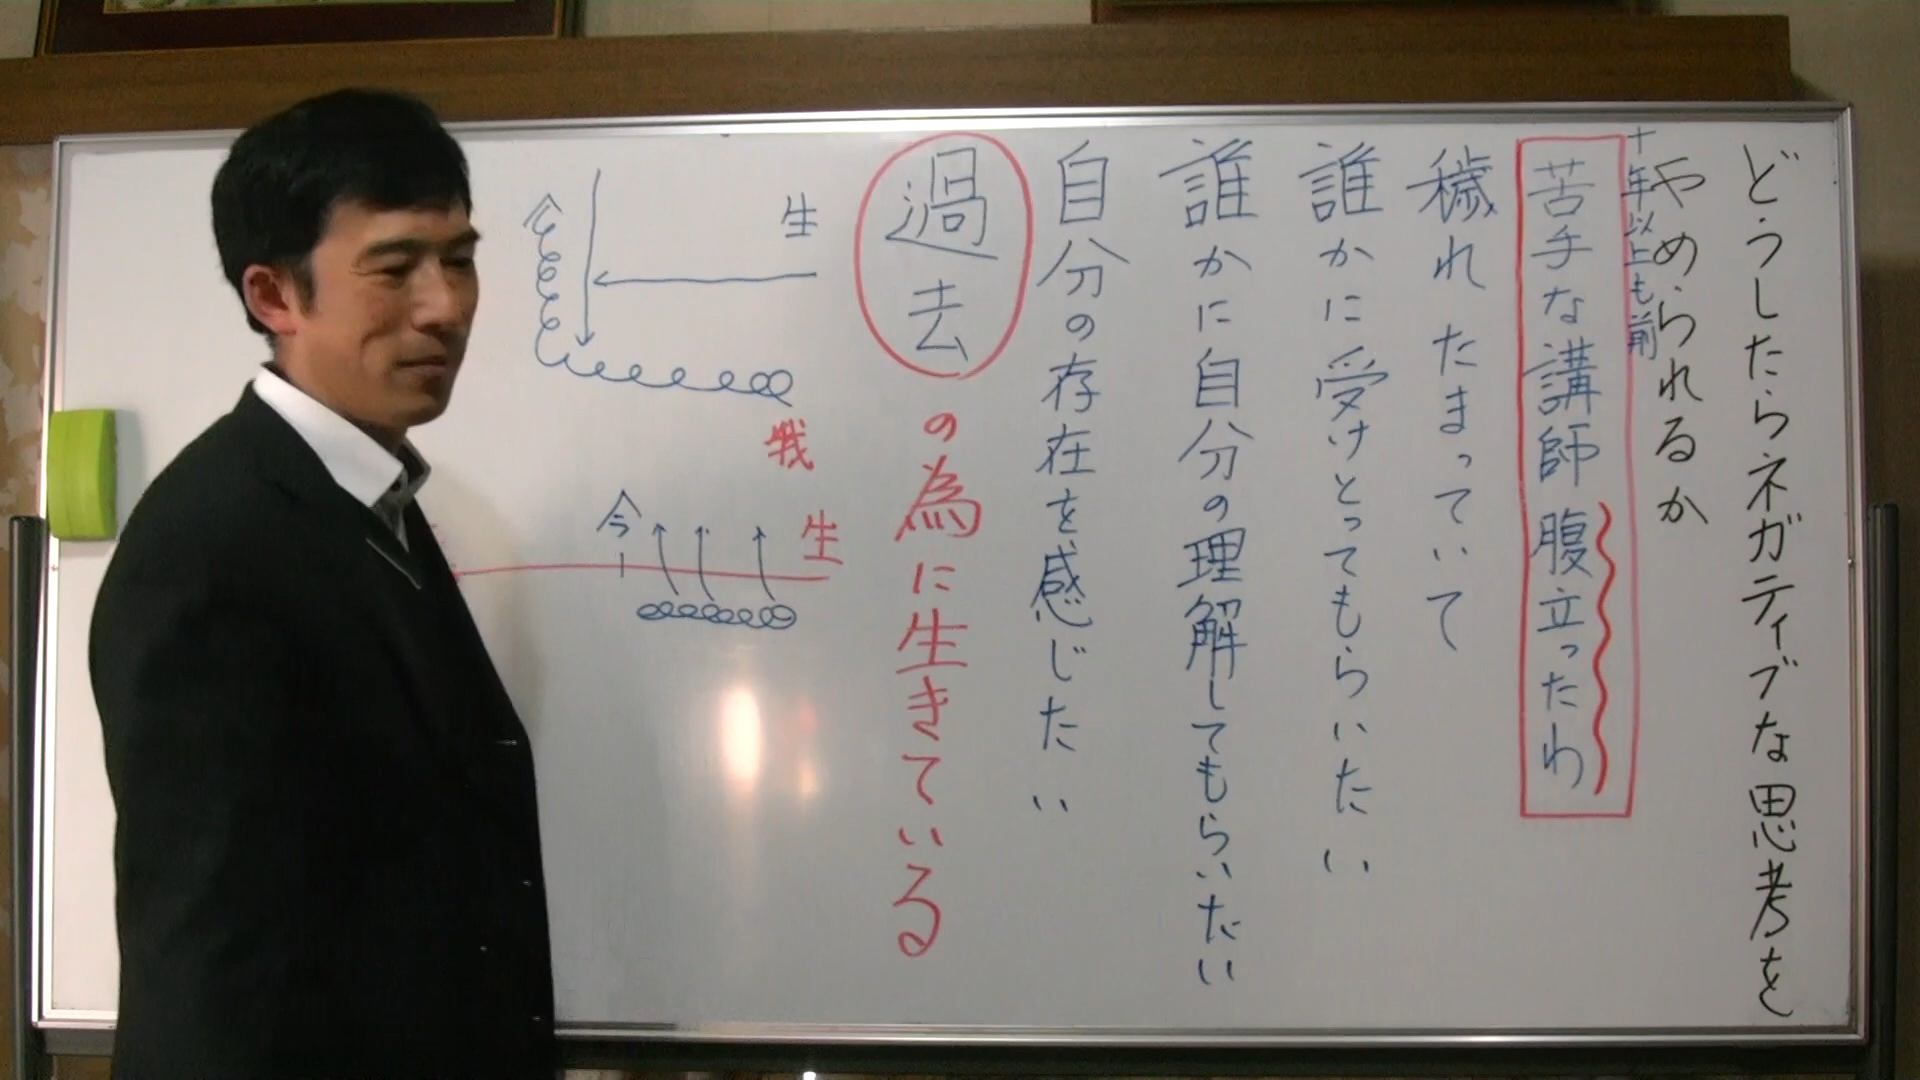 どうしたらネガティブな思考を
やめられるか
十年以上も前
苦手な講師腹立ったわ
穢れたまっていて
誰かに受けとってもらいたい
誰かに自分の理解してもらいたい
自分の存在を感じたい
過去の為に生きている
生
今
我
生
今